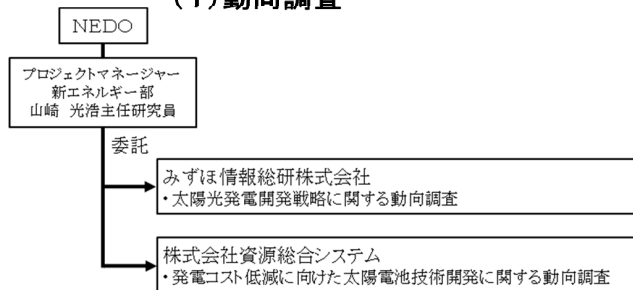 (1)動向調査
NEDO
プロジェクトマネージャー
新エネルギー部
山崎 光浩主任研究員
委託
みずほ情報総研株式会社
・太陽光発電開発戦略に関する動向調査
株式会社資源総合システム
・発電コスト低減に向けた太陽電池技術開発に関する動向調査